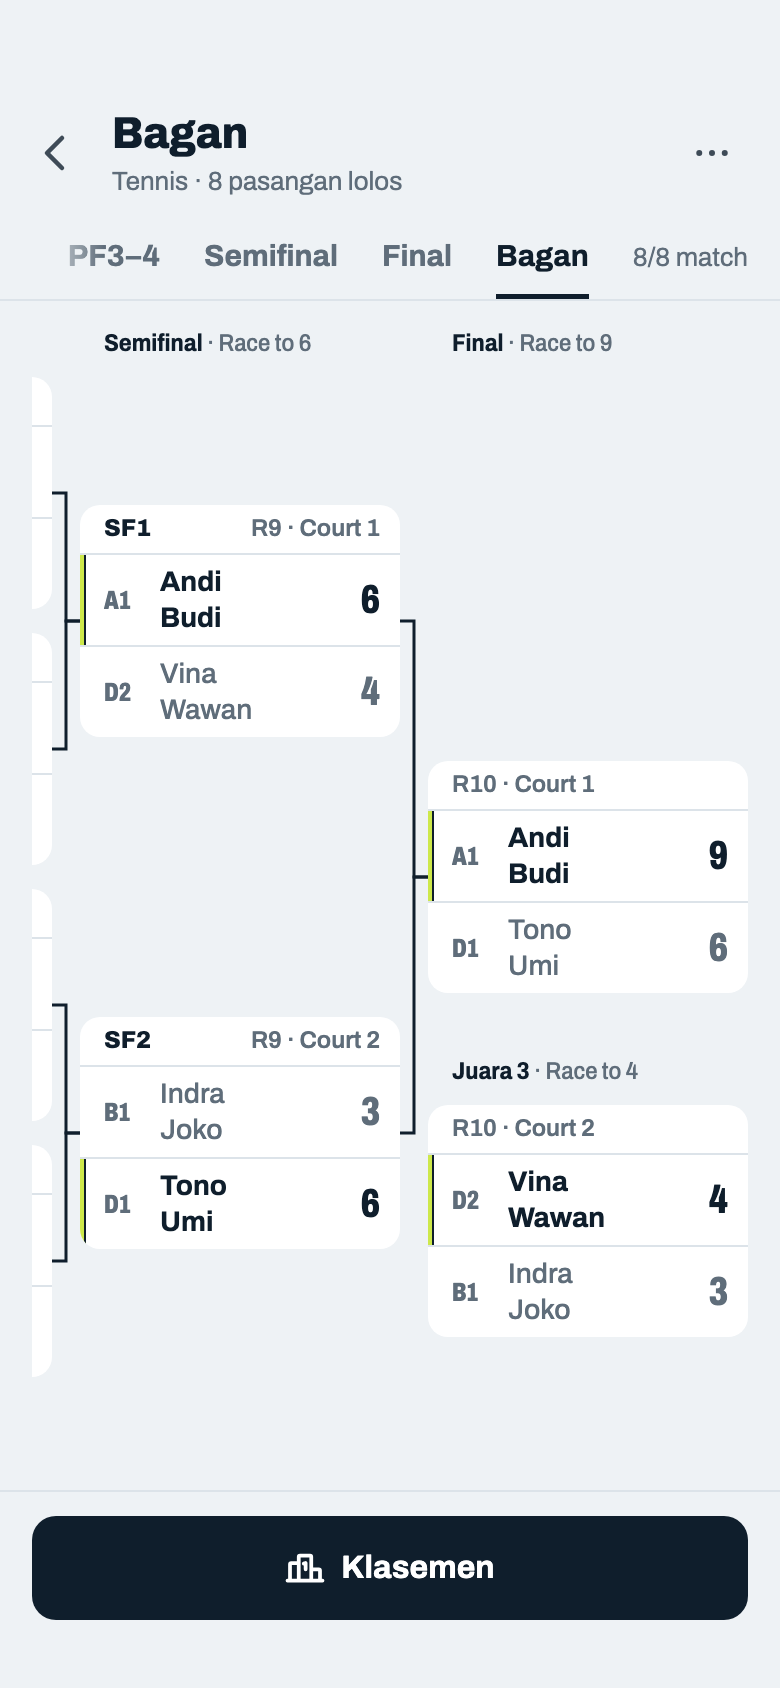 Bagan
Tennis · 8 pasangan lolos
PF3–4
Semifinal
Final
Bagan
8/8 match
Semifinal · Race to 6
Final · Race to 9
SF1
R9 · Court 1
A1
Andi
Budi
6
D2
Vina
Wawan
4
R10 · Court 1
A1
Andi
Budi
9
D1
Tono
Umi
6
SF2
R9 · Court 2
B1
Indra
Joko
3
D1
Tono
Umi
6
Juara 3 · Race to 4
R10 · Court 2
D2
Vina
Wawan
4
B1
Indra
Joko
3
Klasemen